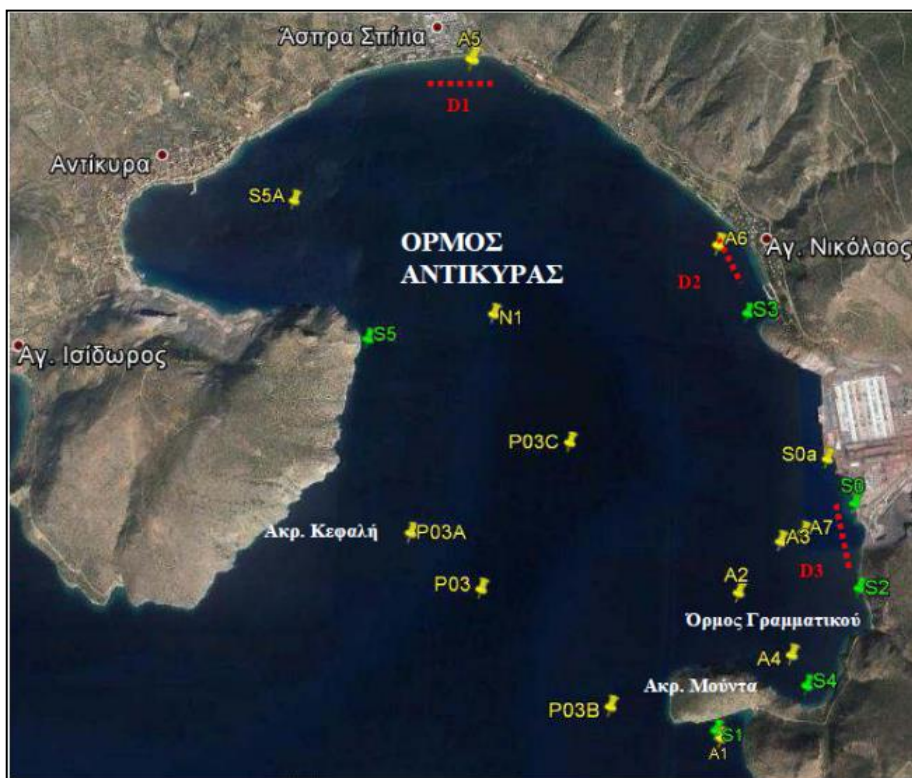 Άσπρα Σπίτια
A5
D1
Αντίκυρα
S5A
ΟΡΜΟΣ
ΑΝΤΙΚΥΡΑΣ
A6
Αγ. Νικόλαος
D2
N1
S3
S5
Αγ. Ισίδωρος
P03C
S0a
S6
Ακρ. Κεφαλή
P03A
A7
A3
D3
P03
A2
S2
Όρμος Γραμματικού
A4
Ακρ. Μούντα
S4
P03B
S1
A1